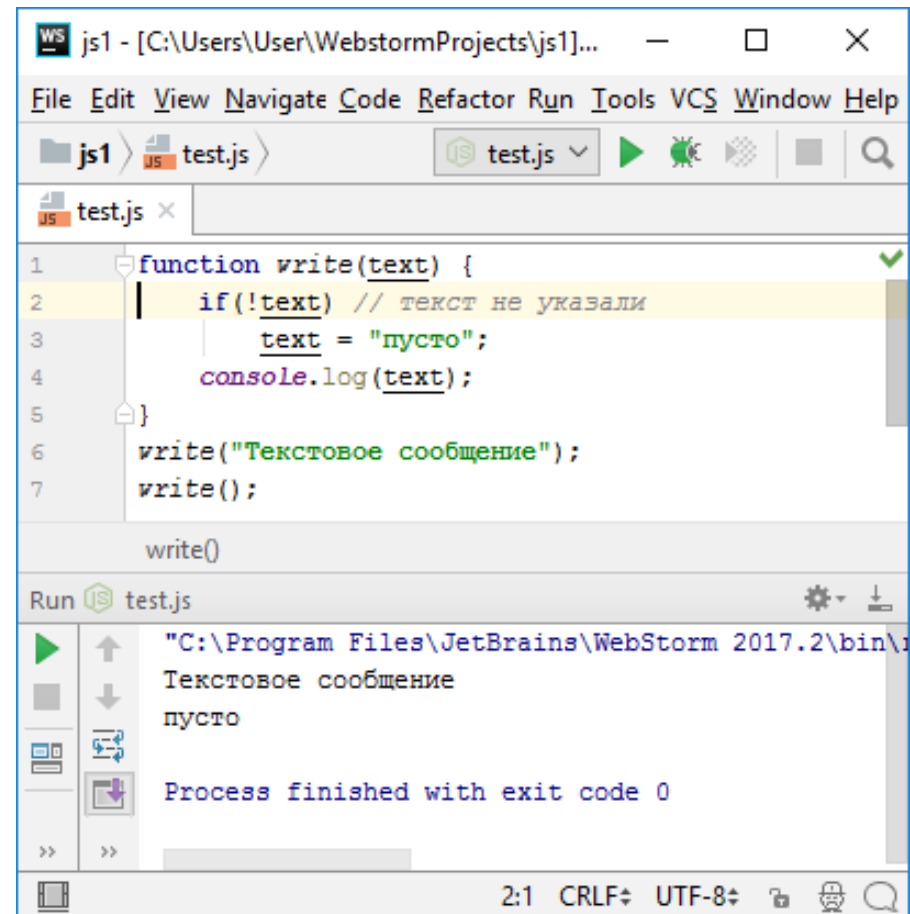 WS js1 - [C:\Users\User\WebstormProjects\js1]...
File Edit View Navigate Code Refactor Run Tools VCS Window Help
js1 test.js test.js
test.js
1 function write(text) {
2 if(!text) // текст не указали
3 text = "пусто";
4 console.log(text);
5 }
6 write("Текстовое сообщение");
7 write();
write()
Run test.js
"C:\Program Files\JetBrains\WebStorm 2017.2\bin\
Текстовое сообщение
пусто
Process finished with exit code 0
2:1 CRLF UTF-8